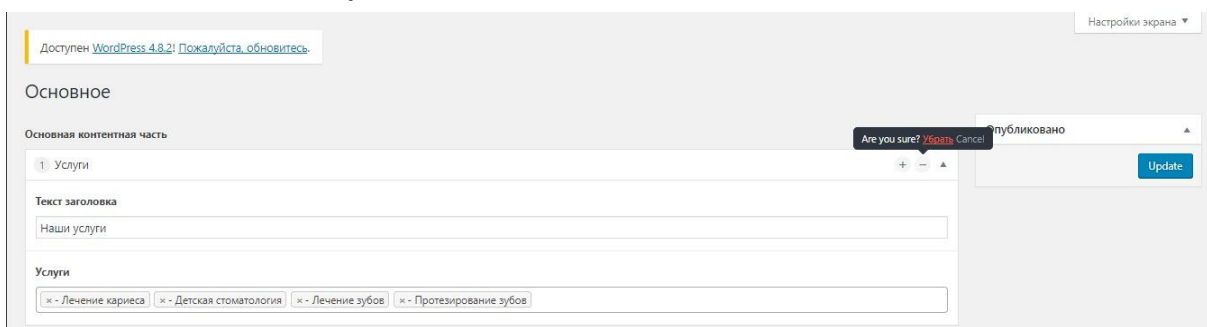 Настройки экрана ▼
Доступен WordPress 4.8.2! Пожалуйста, обновитесь.
Основное
Основная контентная часть
Are you sure? Убрать Cancel
Опубликовано
1 Услуги
Update
Текст заголовка
Наши услуги
Услуги
× - Лечение кариеса × - Детская стоматология × - Лечение зубов × - Протезирование зубов